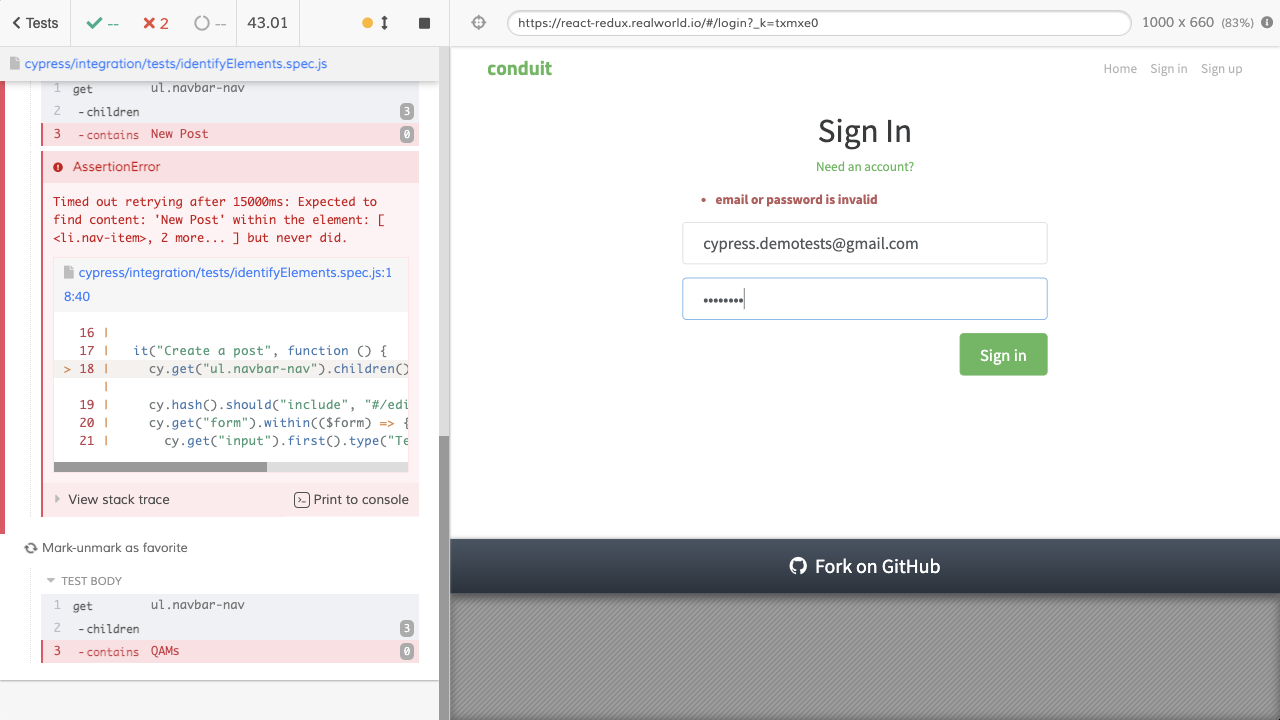 Tests
--
2
--
43.01
https://react-redux.realworld.io/#/login?_k=txmxe0
1000 x 660 (83%)
cypress/integration/tests/identifyElements.spec.js
1 get ul.navbar-nav
2 -children 3
3 -contains New Post 0
AssertionError
Timed out retrying after 15000ms: Expected to
find content: 'New Post' within the element: [
<li.nav-item>, 2 more... ] but never did.
cypress/integration/tests/identifyElements.spec.js:1
8:40
16 |
17 | it("Create a post", function () {
> 18 | cy.get("ul.navbar-nav").children()
|
19 | cy.hash().should("include", "#/edi
20 | cy.get("form").within(($form) => {
21 | cy.get("input").first().type("Te
View stack trace
Print to console
Mark-unmark as favorite
TEST BODY
1 get ul.navbar-nav
2 -children 3
3 -contains QAMs 0
conduit
Home Sign in Sign up
Sign In
Need an account?
• email or password is invalid
cypress.demotests@gmail.com
••••••••
Sign in
Fork on GitHub